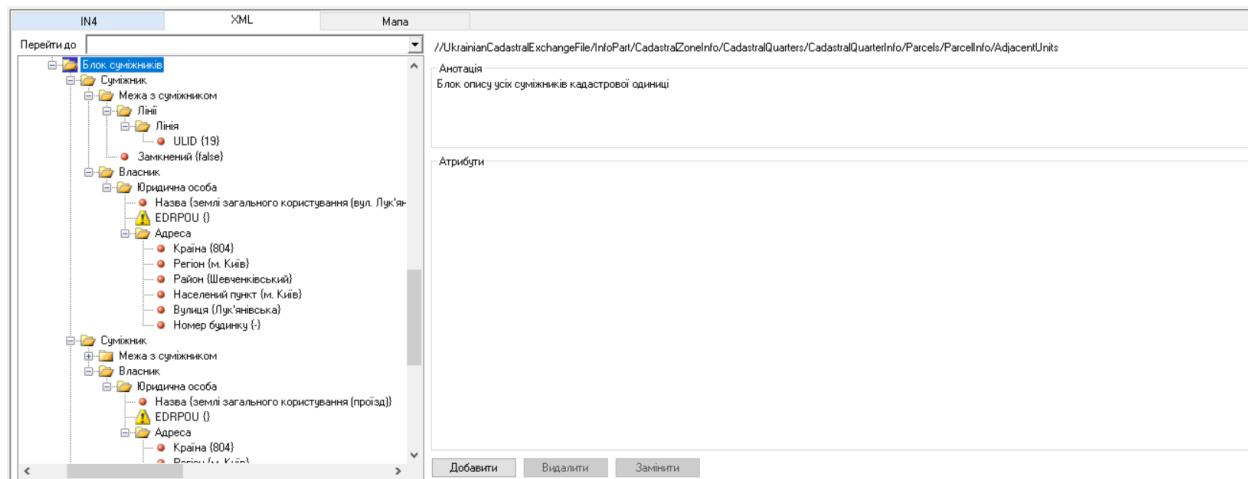 IN4 XML Мапа
Перейти до
//UkrainianCadastralExchangeFile/InfoPart/CadastralZoneInfo/CadastralQuarters/CadastralQuarterInfo/Parcels/ParcelInfo/AdjacentUnits
Блок суміжників
Суміжник
Межа з суміжником
Лінії
Лінія
ULID {19}
Замкнений {false}
Власник
Юридична особа
Назва {землі загального користування (вул. Лук'ян
EDRPOU {}
Адреса
Країна {804}
Регіон {м. Київ}
Район {Шевченківський}
Населений пункт {м. Київ}
Вулиця {Лук'янівська}
Номер будинку {-}
Суміжник
Межа з суміжником
Власник
Юридична особа
Назва {землі загального користування (проїзд)}
EDRPOU {}
Адреса
Країна {804}
Регіон {м. Київ}
Анотація
Блок опису усіх суміжників кадастрової одиниці
Атрибути
Добавити Видалити Замінити